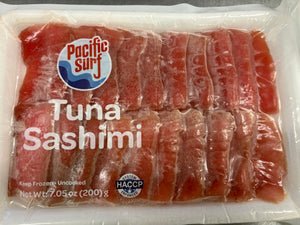 Pacific
Surf
Tuna
Sashimi
Keep Frozen: Uncooked
Net Wt: 7.05 oz (200) g
HACCP